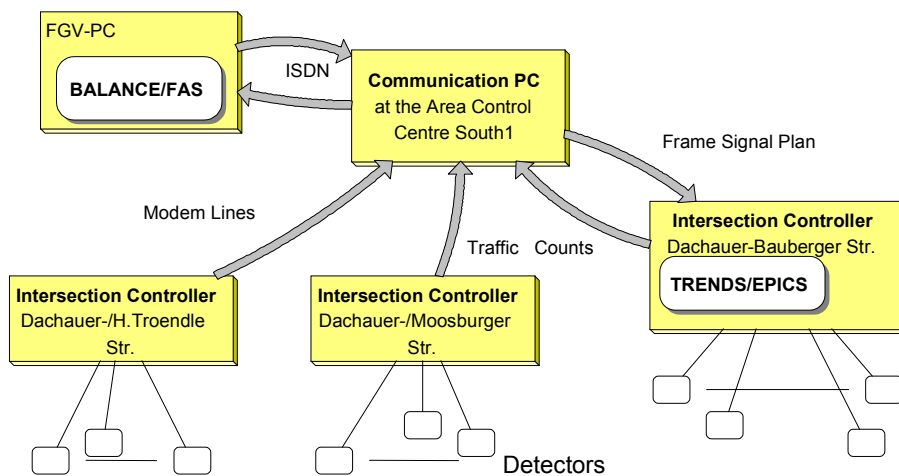 FGV-PC
BALANCE/FAS
ISDN
Communication PC
at the Area Control
Centre South1
Frame Signal Plan
Modem Lines
Traffic Counts
Intersection Controller
Dachauer-Bauberger Str.
TRENDS/EPICS
Intersection Controller
Dachauer-/H.Troendle
Str.
Intersection Controller
Dachauer-/Moosburger
Str.
Detectors